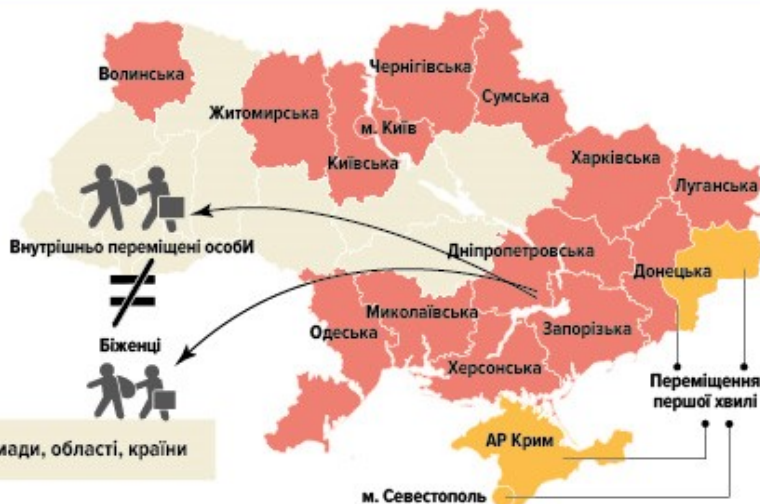 Волинська
Житомирська
Чернігівська
Сумська
м. Київ
Київська
Харківська
Луганська
Внутрішньо переміщені особИ
≠
Біженці
Дніпропетровська
Донецька
Миколаївська
Одеська
Запорізька
Херсонська
Переміщення
першої хвилі
АР Крим
м. Севестополь
мади, області, країни